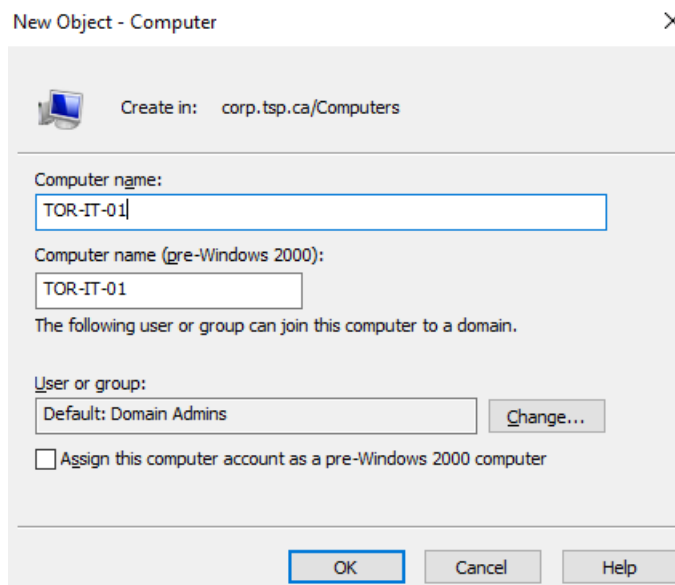 New Object - Computer
Create in: corp.tsp.ca/Computers
Computer name:
TOR-IT-01
Computer name (pre-Windows 2000):
TOR-IT-01
The following user or group can join this computer to a domain.
User or group:
Default: Domain Admins
Change...
Assign this computer account as a pre-Windows 2000 computer
OK Cancel Help